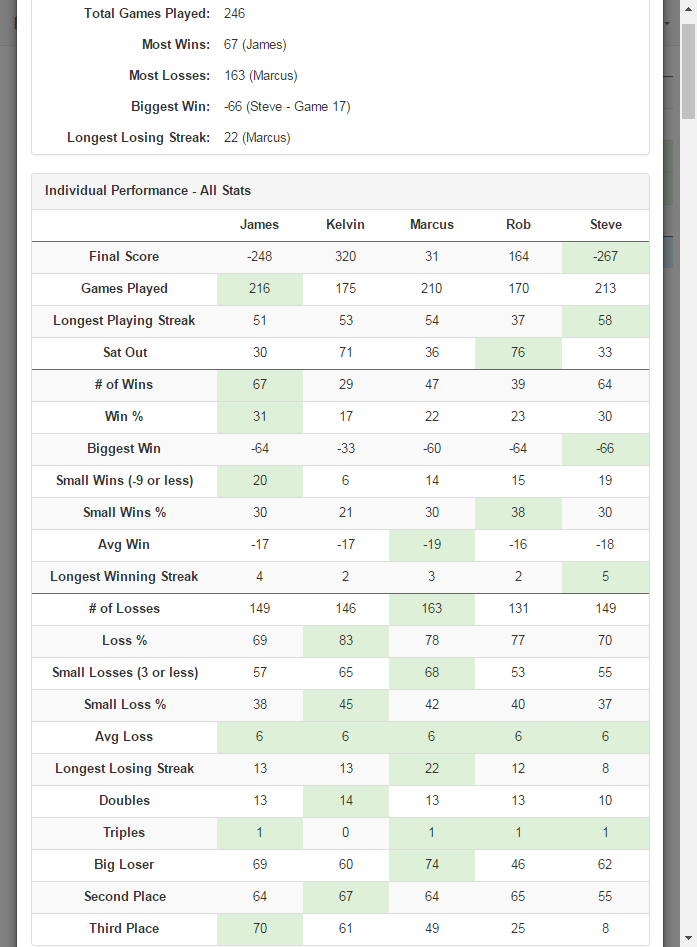 Total Games Played: 246
Most Wins: 67 (James)
Most Losses: 163 (Marcus)
Biggest Win: -66 (Steve - Game 17)
Longest Losing Streak: 22 (Marcus)
Individual Performance - All Stats
James Kelvin Marcus Rob Steve
Final Score -248 320 31 164 -267
Games Played 216 175 210 170 213
Longest Playing Streak 51 53 54 37 58
Sat Out 30 71 36 76 33
# of Wins 67 29 47 39 64
Win % 31 17 22 23 30
Biggest Win -64 -33 -60 -64 -66
Small Wins (-9 or less) 20 6 14 15 19
Small Wins % 30 21 30 38 30
Avg Win -17 -17 -19 -16 -18
Longest Winning Streak 4 2 3 2 5
# of Losses 149 146 163 131 149
Loss % 69 83 78 77 70
Small Losses (3 or less) 57 65 68 53 55
Small Loss % 38 45 42 40 37
Avg Loss 6 6 6 6 6
Longest Losing Streak 13 13 22 12 8
Doubles 13 14 13 13 10
Triples 1 0 1 1 1
Big Loser 69 60 74 46 62
Second Place 64 67 64 65 55
Third Place 70 61 49 25 8